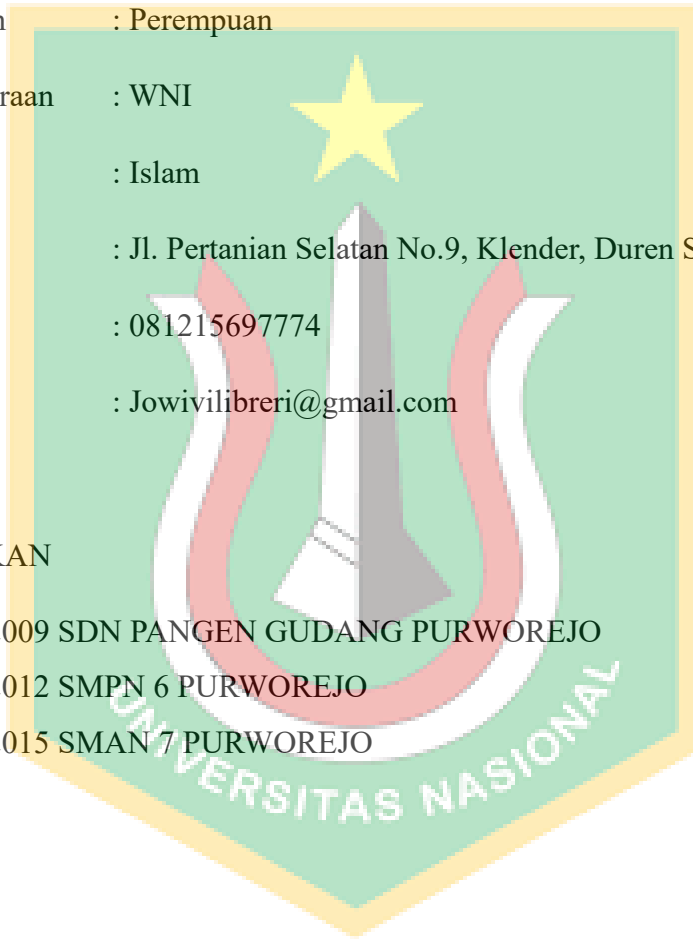 : Perempuan
raan : WNI
: Islam
: Jl. Pertanian Selatan No.9, Klender, Duren S
: 081215697774
: Jowivilibreri@gmail.com
KAN
009 SDN PANGEN GUDANG PURWOREJO
012 SMPN 6 PURWOREJO
015 SMAN 7 PURWOREJO
UNIVERSITAS NASIONAL